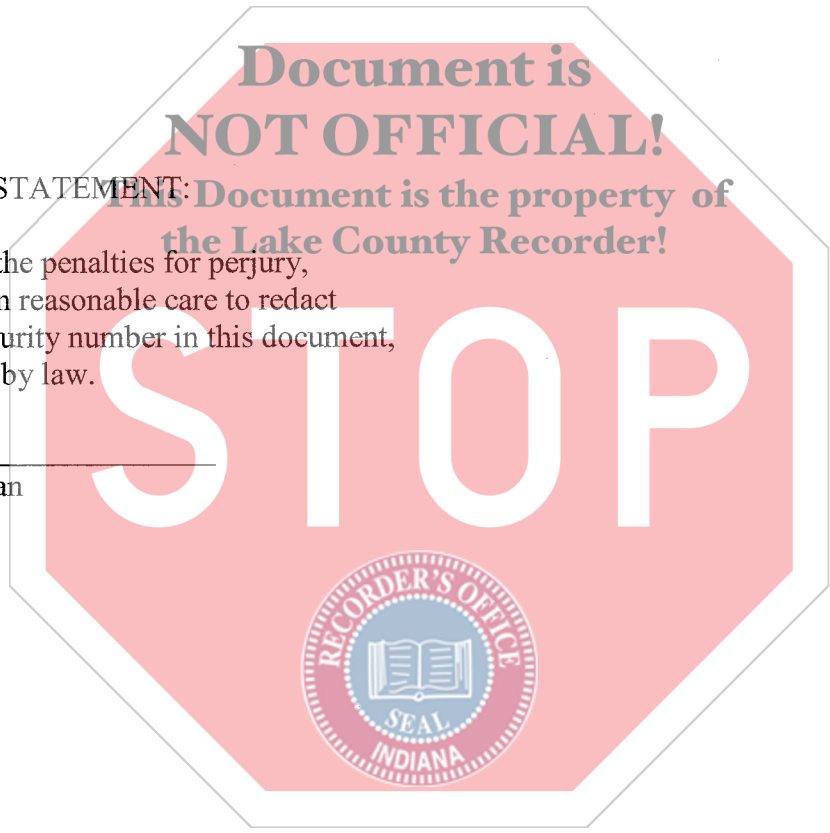 Document is
NOT OFFICIAL!
This Document is the property of
the Lake County Recorder!
STATEMENT:
the penalties for perjury,
n reasonable care to redact
urity number in this document,
by law.
an
STOP
RECORDER'S OFFICE
SEAL
INDIANA